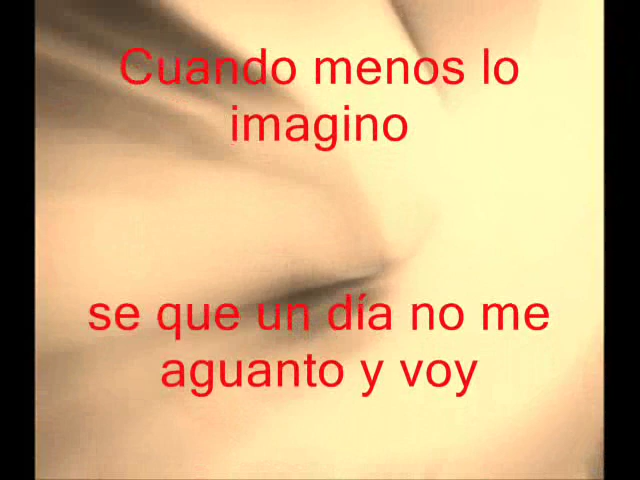 Cuando menos lo
imagino
se que un día no me
aguanto y voy